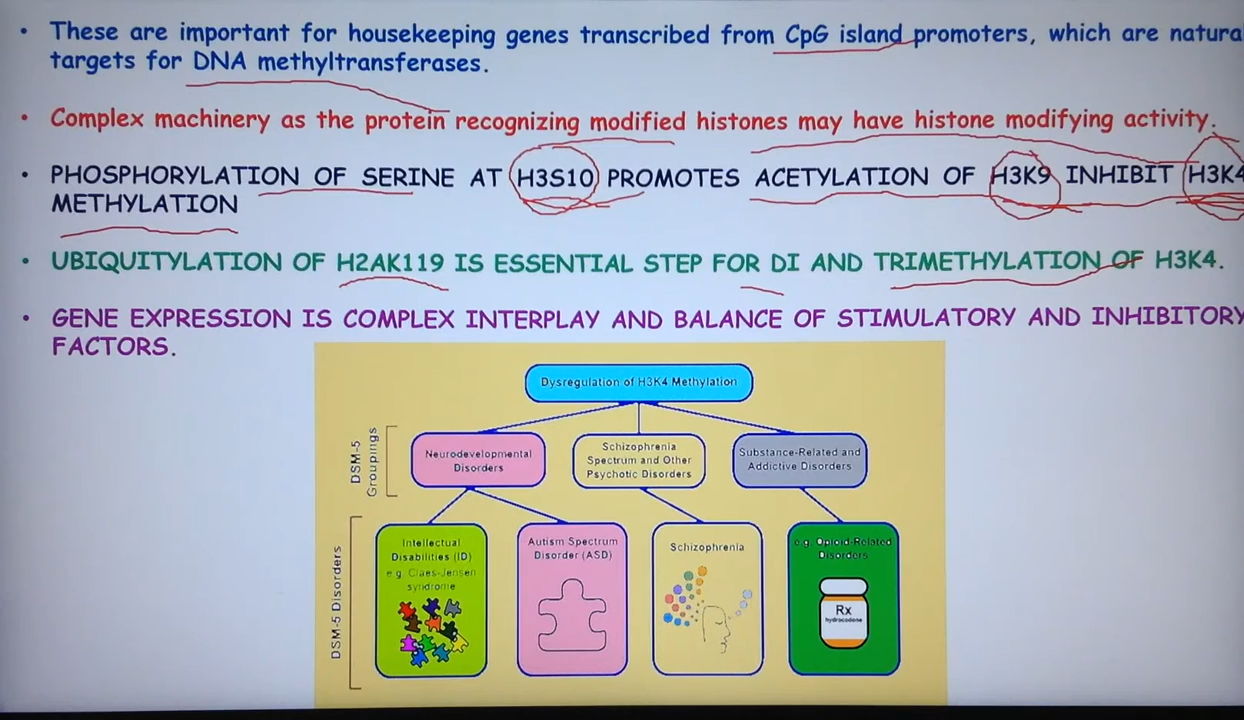 • These are important for housekeeping genes transcribed from CpG island promoters, which are natura
targets for DNA methyltransferases.
• Complex machinery as the protein recognizing modified histones may have histone modifying activity.
• PHOSPHORYLATION OF SERINE AT H3S10 PROMOTES ACETYLATION OF H3K9 INHIBIT H3K4
METHYLATION
• UBIQUITYLATION OF H2AK119 IS ESSENTIAL STEP FOR DI AND TRIMETHYLATION OF H3K4.
• GENE EXPRESSION IS COMPLEX INTERPLAY AND BALANCE OF STIMULATORY AND INHIBITORY
FACTORS.
Dysregulation of H3K4 Methylation
DSM-5
Groupings
Neurodevelopmental
Disorders
Schizophrenia
Spectrum and Other
Psychotic Disorders
Substance-Related and
Addictive Disorders
DSM-5 Disorders
Intellectual
Disabilities (ID)
e.g. Claes-Jensen
syndrome
Autism Spectrum
Disorder (ASD)
Schizophrenia
e.g. Opioid-Related
Disorders
Rx
hydrocodone